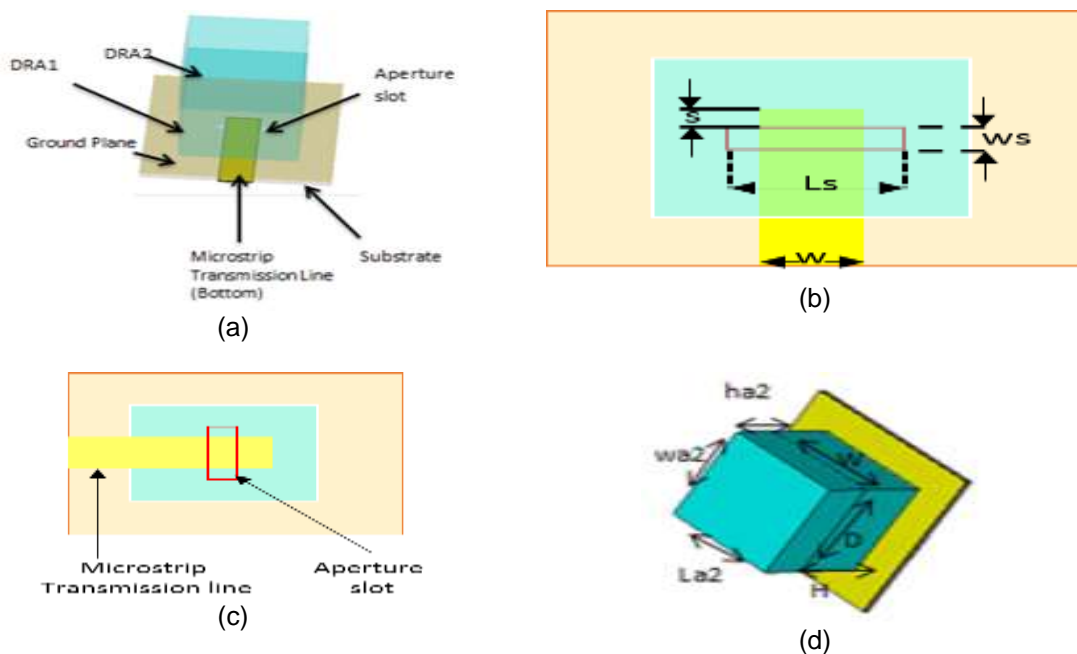 DRA2
DRA1
Aperture
slot
Ground Plane
Microstrip
Transmission Line
(Bottom)
Substrate
(a)
S
Ws
Ls
W
(b)
Microstrip
Transmission line
Aperture
slot
(c)
ha2
wa2
W
D
La2
H
(d)